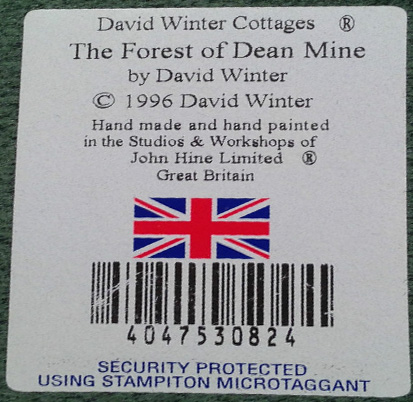 David Winter Cottages ®
The Forest of Dean Mine
by David Winter
© 1996 David Winter
Hand made and hand painted
in the Studios & Workshops of
John Hine Limited ®
Great Britain
4047530824
SECURITY PROTECTED
USING STAMPITON MICROTAGGANT